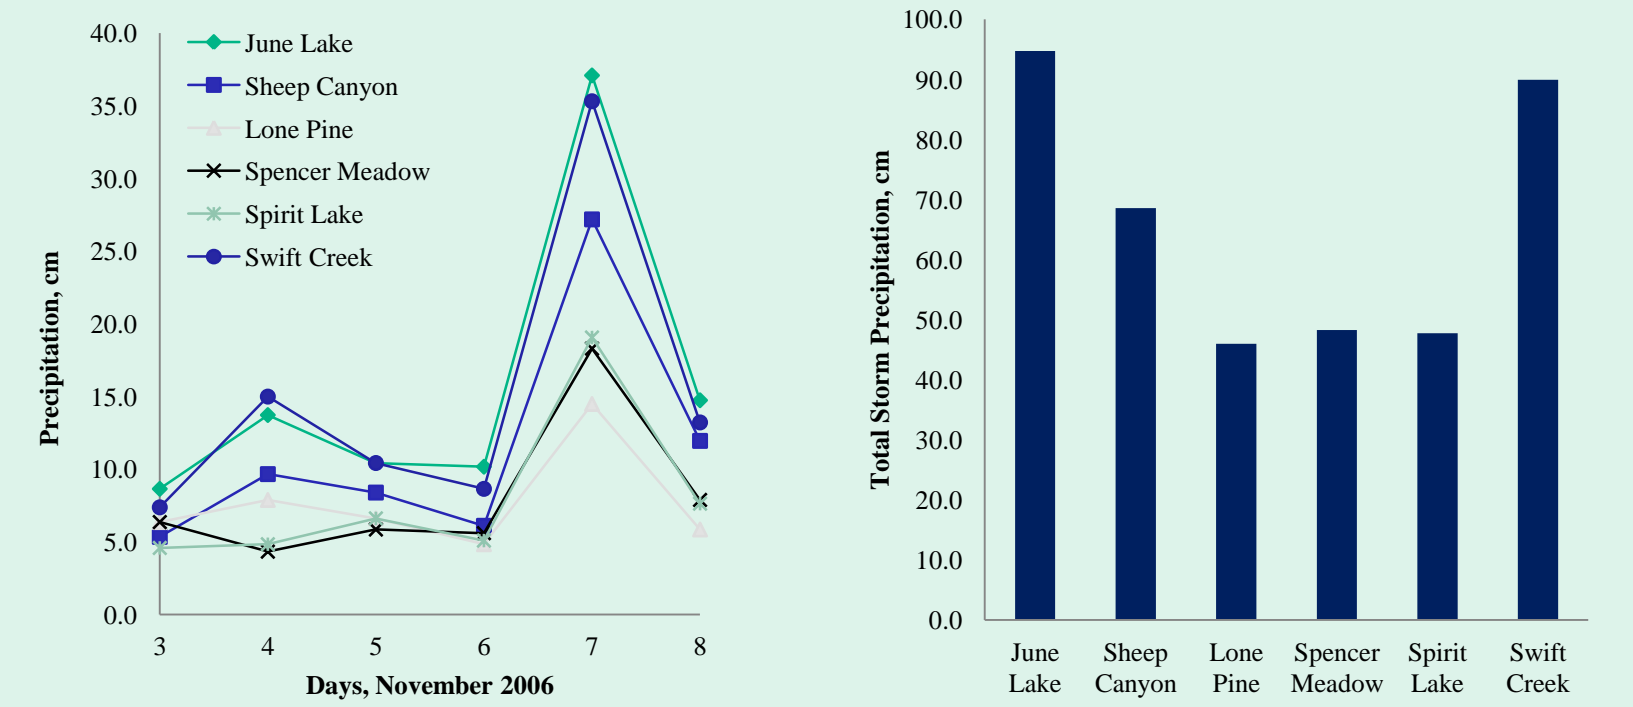 40.0
35.0
30.0
25.0
20.0
15.0
10.0
5.0
0.0
Precipitation, cm
June Lake
Sheep Canyon
Lone Pine
Spencer Meadow
Spirit Lake
Swift Creek
3 4 5 6 7 8
Days, November 2006
100.0
90.0
80.0
70.0
60.0
50.0
40.0
30.0
20.0
10.0
0.0
Total Storm Precipitation, cm
June
Lake
Sheep
Canyon
Lone
Pine
Spencer
Meadow
Spirit
Lake
Swift
Creek